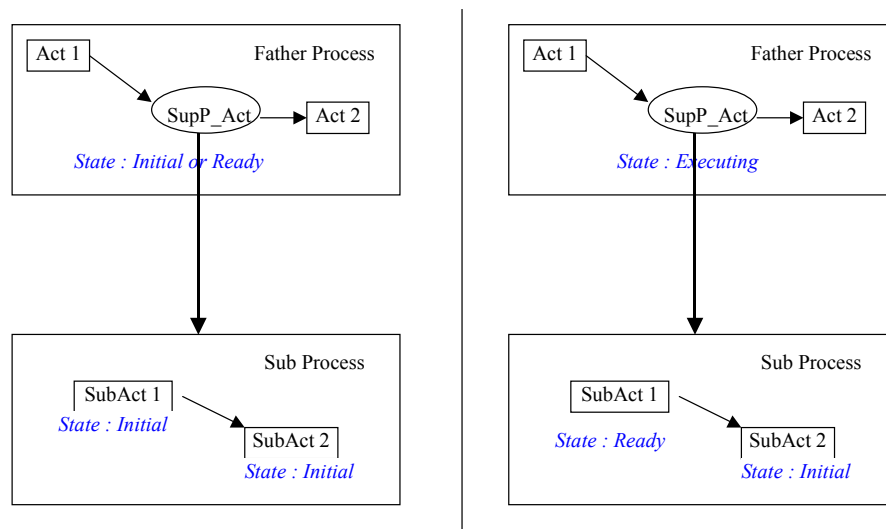 Act 1
Father Process
SupP_Act
Act 2
State : Initial or Ready
Sub Process
SubAct 1
State : Initial
SubAct 2
State : Initial
Act 1
Father Process
SupP_Act
Act 2
State : Executing
Sub Process
SubAct 1
State : Ready
SubAct 2
State : Initial